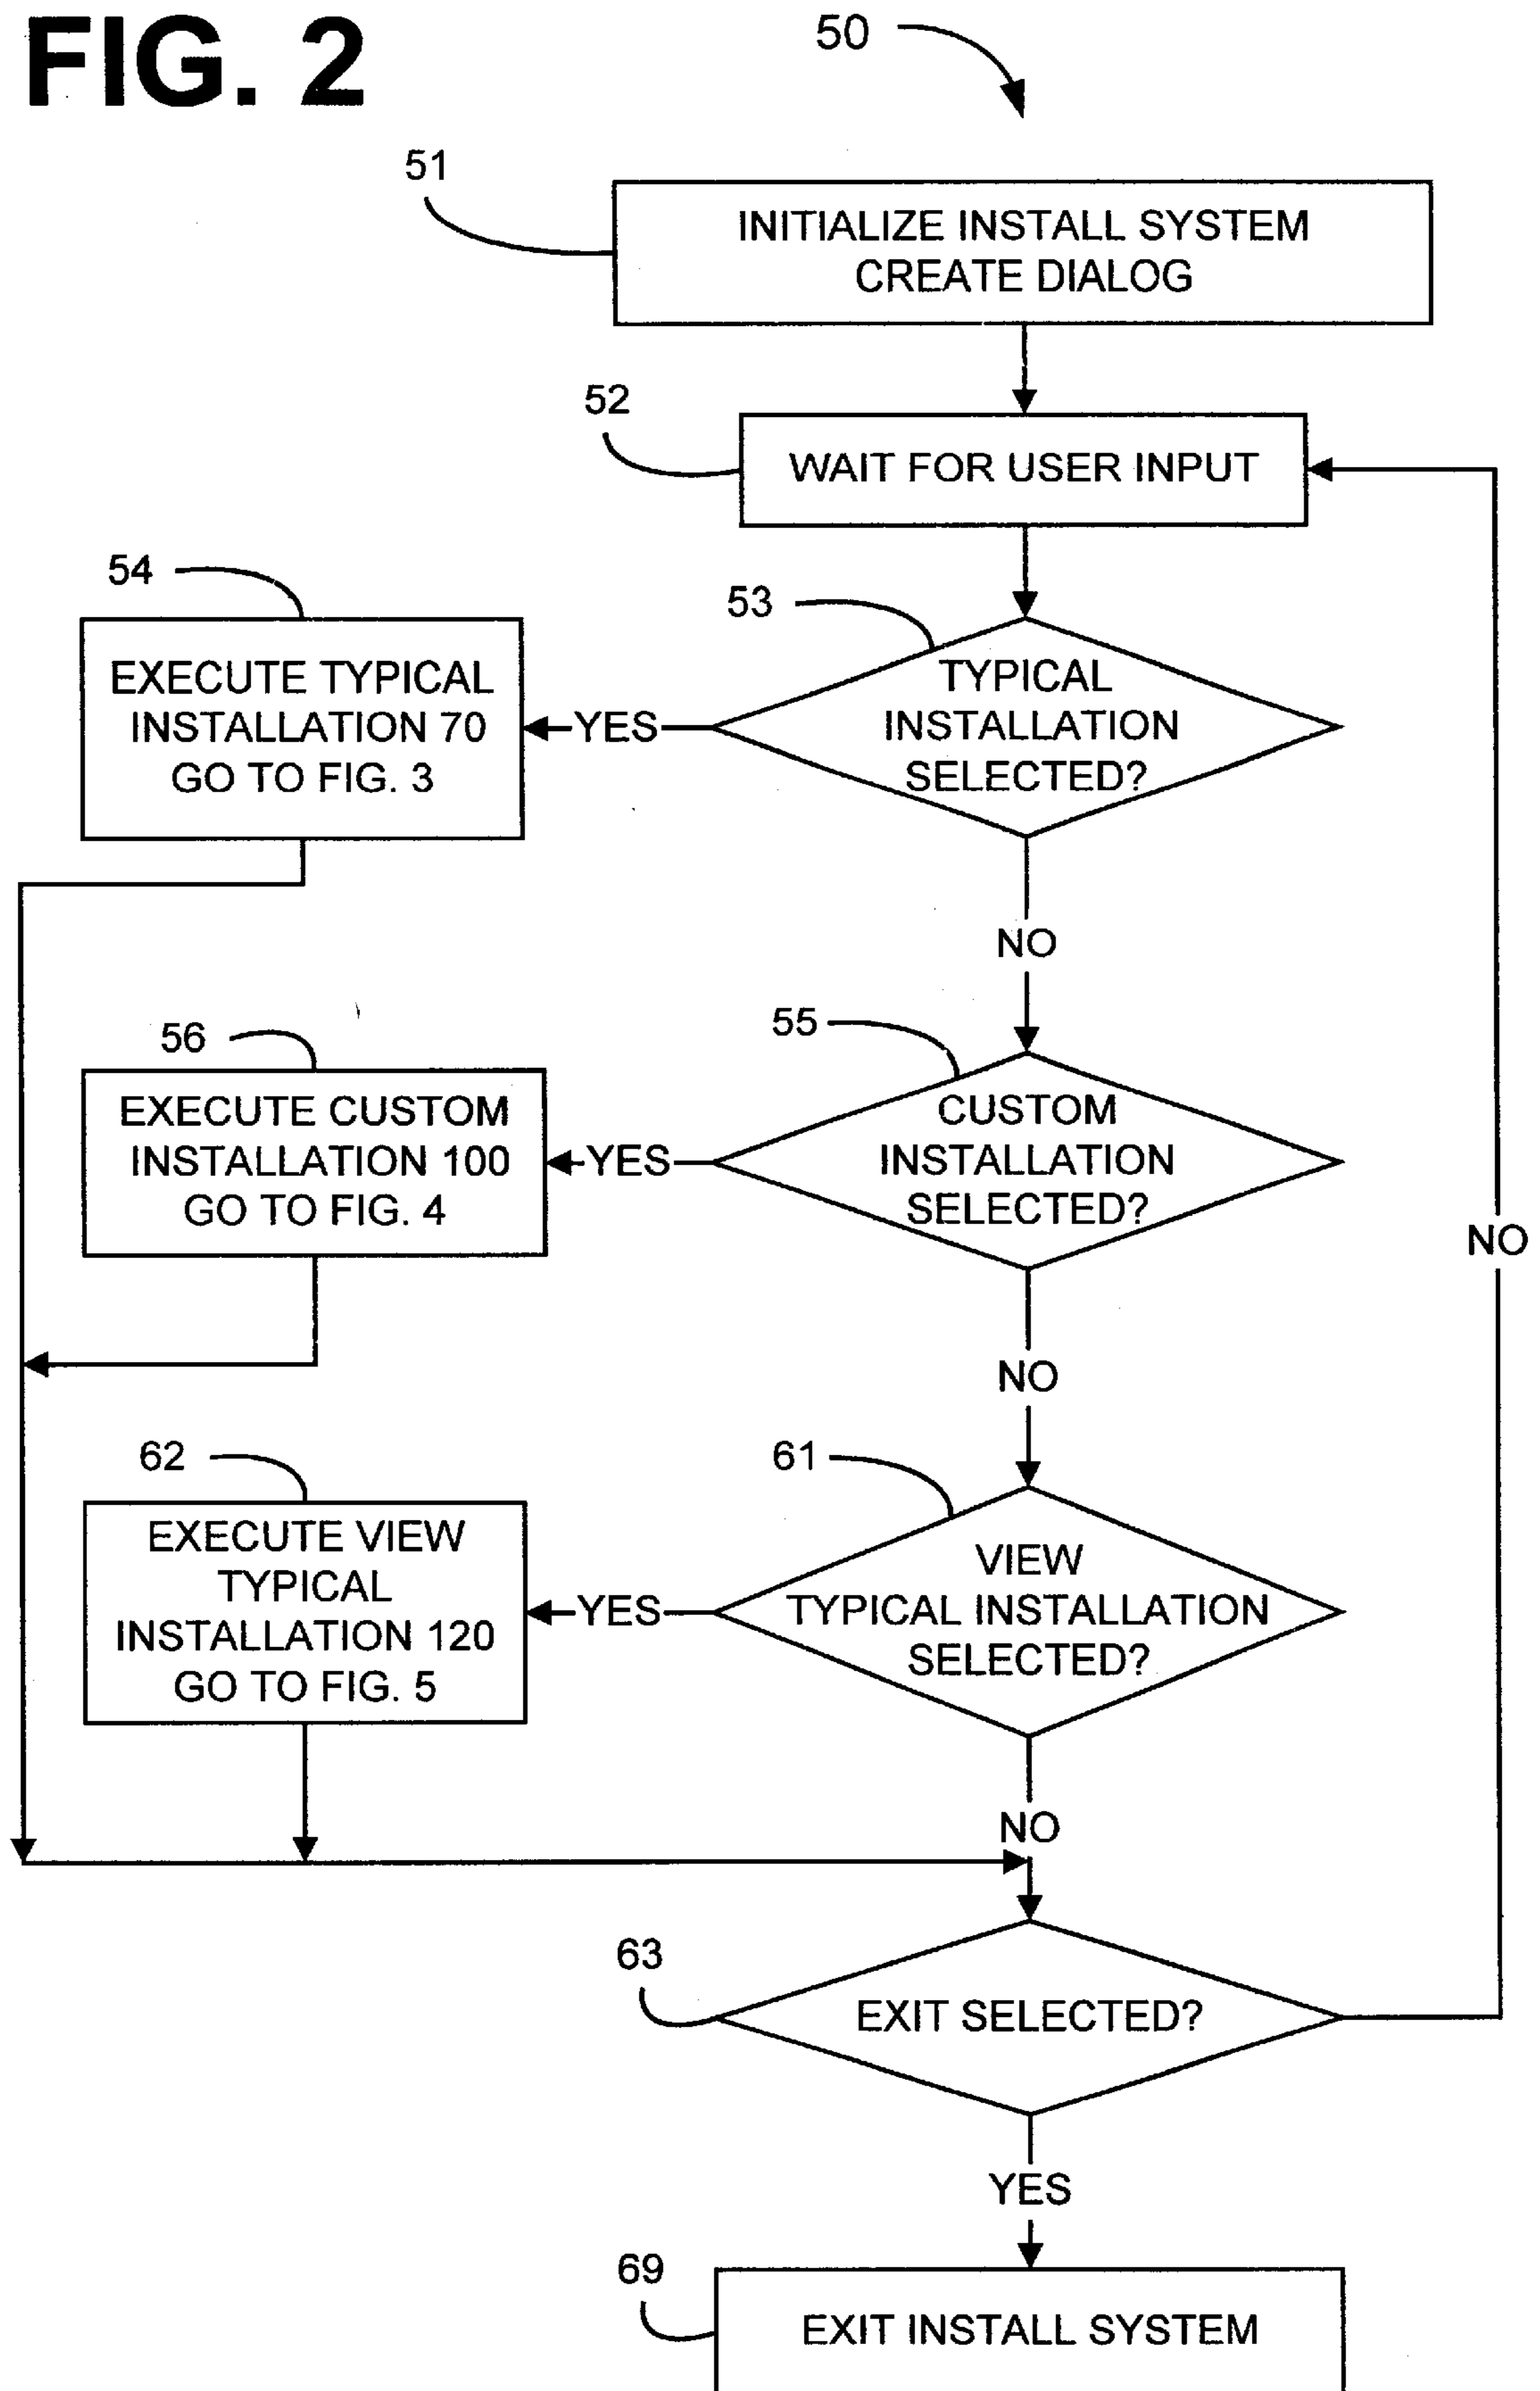 FIG. 2
50
51
INITIALIZE INSTALL SYSTEM
CREATE DIALOG
52
WAIT FOR USER INPUT
54
53
EXECUTE TYPICAL
INSTALLATION 70
GO TO FIG. 3
YES
TYPICAL
INSTALLATION
SELECTED?
NO
56
55
EXECUTE CUSTOM
INSTALLATION 100
GO TO FIG. 4
YES
CUSTOM
INSTALLATION
SELECTED?
NO
NO
62
61
EXECUTE VIEW
TYPICAL
INSTALLATION 120
GO TO FIG. 5
YES
VIEW
TYPICAL INSTALLATION
SELECTED?
NO
63
EXIT SELECTED?
YES
69
EXIT INSTALL SYSTEM